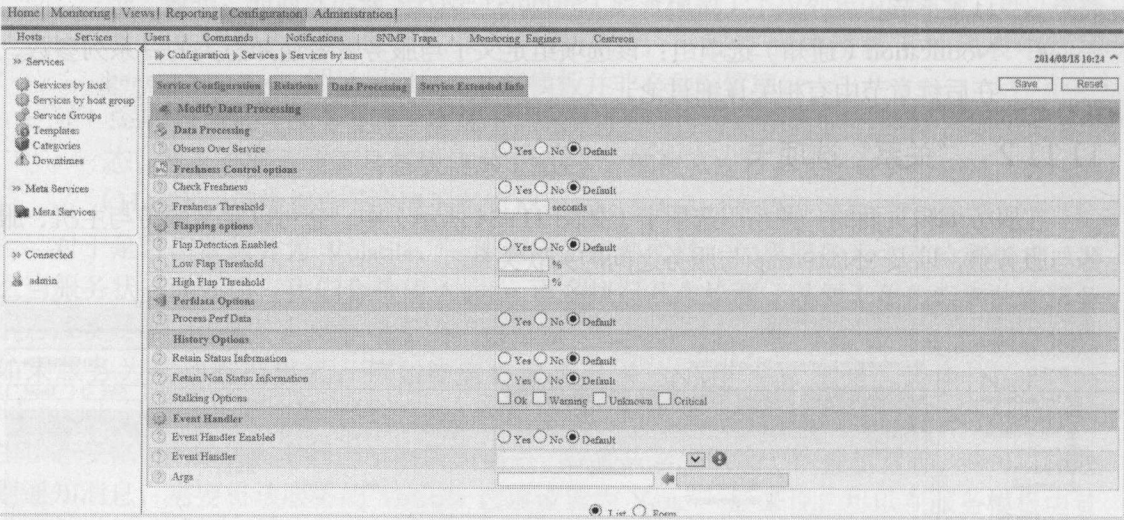 Home| Monitoring| Views| Reporting| Configuration| Administration|
Hosts Services Users Commands Notifications SNMP Traps Monitoring Engines Centreon
Configuration Services Services by host
2014/08/18 10:24
Services
Services by host
Services by host group
Service Groups
Templates
Categories
Downtimes
Meta Services
Meta Services
Connected
admin
Service Configuration Relations Data Processing Service Extended Info
Save Reset
Modify Data Processing
Data Processing
Obsess Over Service Yes No Default
Freshness Control options
Check Freshness Yes No Default
Freshness Threshold seconds
Flapping options
Flap Detection Enabled Yes No Default
Low Flap Threshold %
High Flap Threshold %
Perfdata Options
Process Perf Data Yes No Default
History Options
Retain Status Information Yes No Default
Retain Non Status Information Yes No Default
Stalking Options Ok Warning Unknown Critical
Event Handler
Event Handler Enabled Yes No Default
Event Handler
Args
List Form